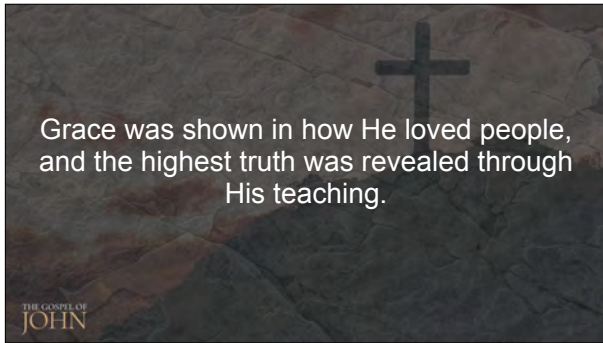 Grace was shown in how He loved people,
and the highest truth was revealed through
His teaching.
THE GOSPEL OF
JOHN